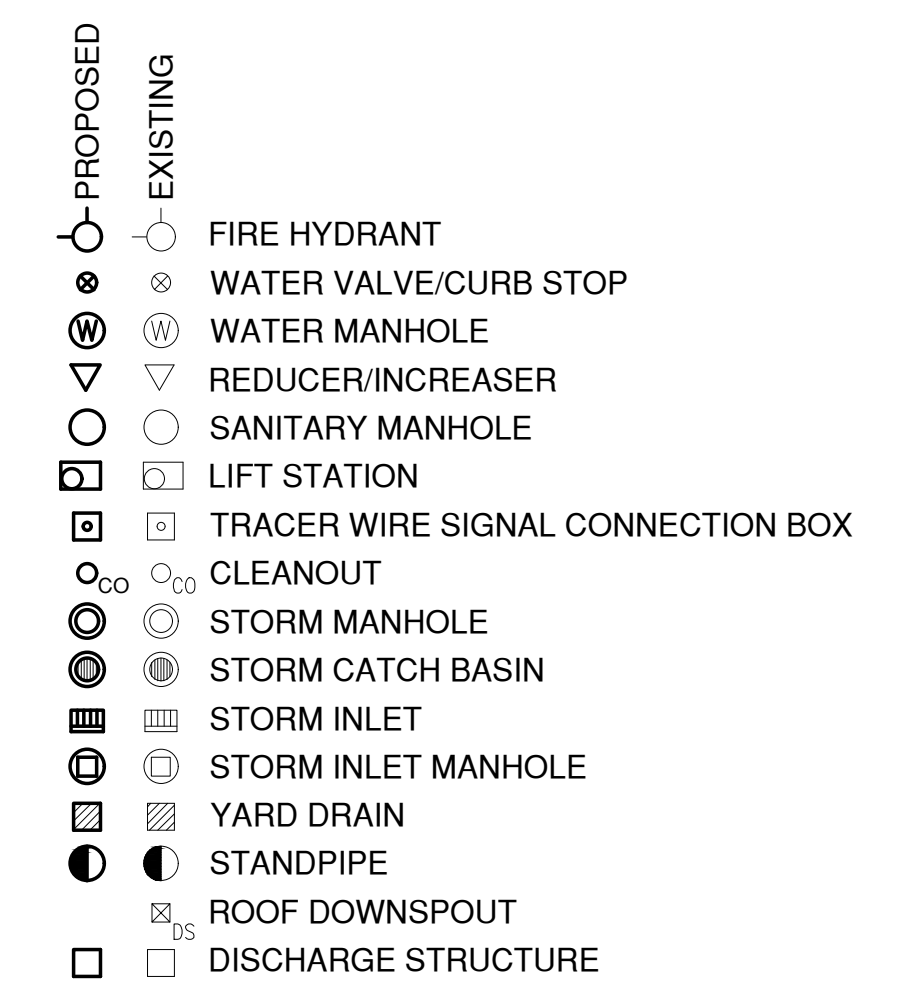 PROPOSED
EXISTING
FIRE HYDRANT
WATER VALVE/CURB STOP
W W WATER MANHOLE
REDUCER/INCREASER
SANITARY MANHOLE
LIFT STATION
TRACER WIRE SIGNAL CONNECTION BOX
CO CO CLEANOUT
STORM MANHOLE
STORM CATCH BASIN
STORM INLET
STORM INLET MANHOLE
YARD DRAIN
STANDPIPE
DS ROOF DOWNSPOUT
DISCHARGE STRUCTURE